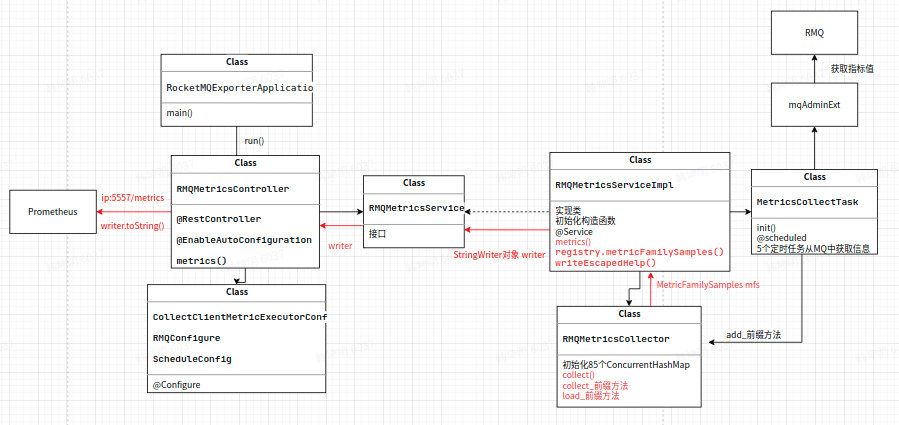 RMQ
获取指标值
mqAdminExt
Class
RocketMQExporterApplicatio
main()
run()
Class
RMQMetricsController
@RestController
@EnableAutoConfiguration
metrics()
Prometheus
ip:5557/metrics
writer.toString()
Class
CollectClientMetricExecutorConf
RMQConfigure
ScheduleConfig
@Configure
Class
RMQMetricsService
接口
writer
StringWriter对象 writer
Class
RMQMetricsServiceImpl
实现类
初始化构造函数
@Service
metrics()
registry.metricFamilySamples()
writeEscapedHelp()
MetricFamilySamples mfs
Class
MetricsCollectTask
init()
@scheduled
5个定时任务从MQ中获取信息
add_前缀方法
Class
RMQMetricsCollector
初始化85个ConcurrentHashMap
collect()
collect_前缀方法
load_前缀方法